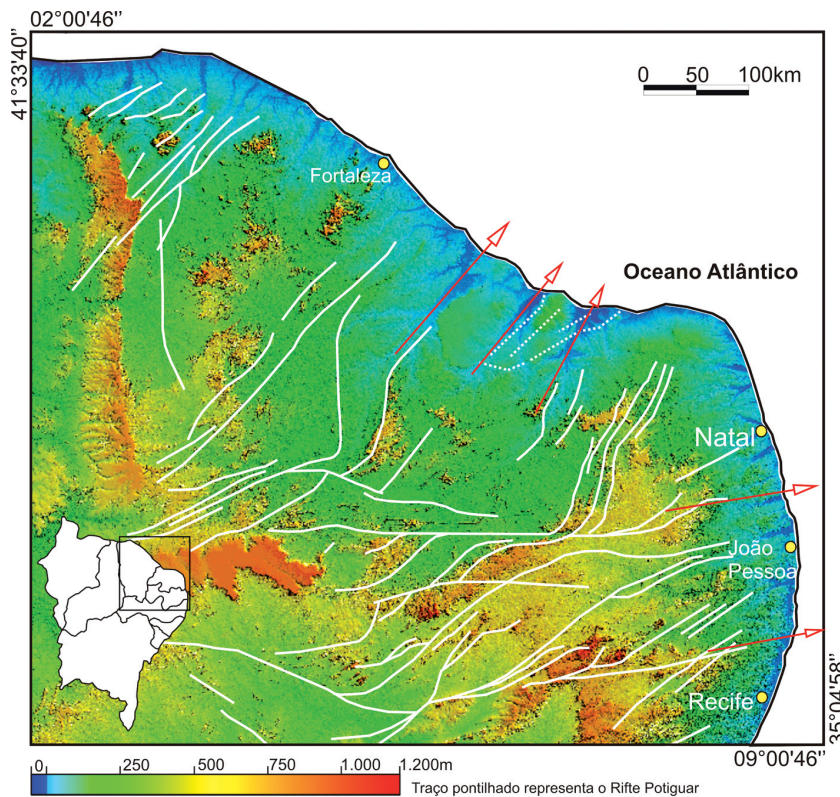 02°00'46''
41°33'40''
0 50 100km
Fortaleza
Oceano Atlântico
Natal
João
Pessoa
Recife
35°04'58''
09°00'46''
0 250 500 750 1.000 1.200m
Traço pontilhado representa o Rifte Potiguar